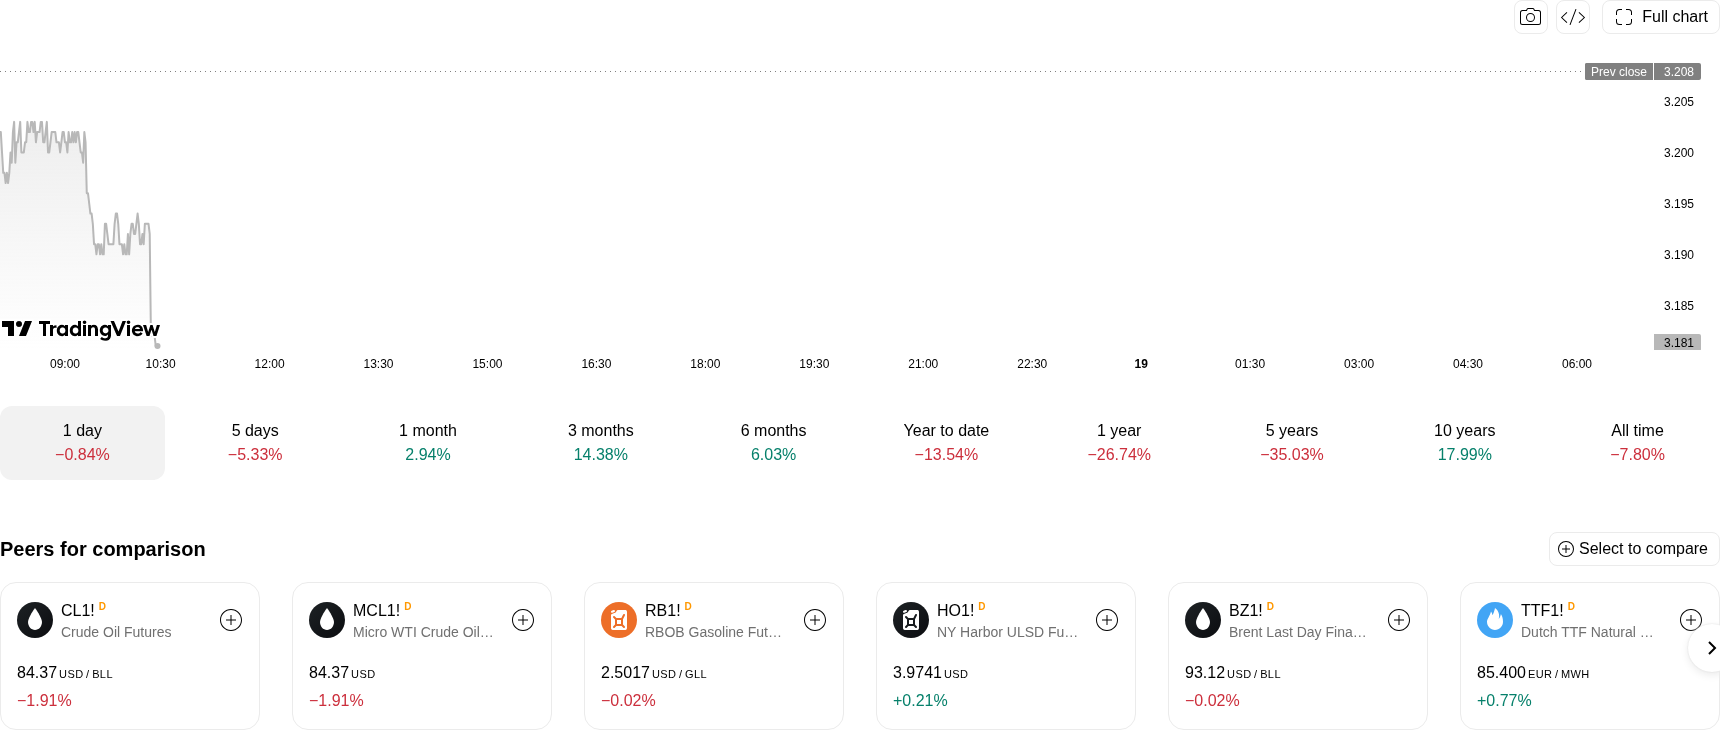 Full chart
Prev close 3.208
3.205
3.200
3.195
3.190
3.185
3.181
TradingView
09:00 10:30 12:00 13:30 15:00 16:30 18:00 19:30 21:00 22:30 19 01:30 03:00 04:30 06:00
1 day 5 days 1 month 3 months 6 months Year to date 1 year 5 years 10 years All time
−0.84% −5.33% 2.94% 14.38% 6.03% −13.54% −26.74% −35.03% 17.99% −7.80%
Peers for comparison
Select to compare
CL1! D
Crude Oil Futures
84.37 USD / BLL
−1.91%
MCL1! D
Micro WTI Crude Oil…
84.37 USD
−1.91%
RB1! D
RBOB Gasoline Fut…
2.5017 USD / GLL
−0.02%
HO1! D
NY Harbor ULSD Fu…
3.9741 USD
+0.21%
BZ1! D
Brent Last Day Fina…
93.12 USD / BLL
−0.02%
TTF1! D
Dutch TTF Natural …
85.400 EUR / MWH
+0.77%